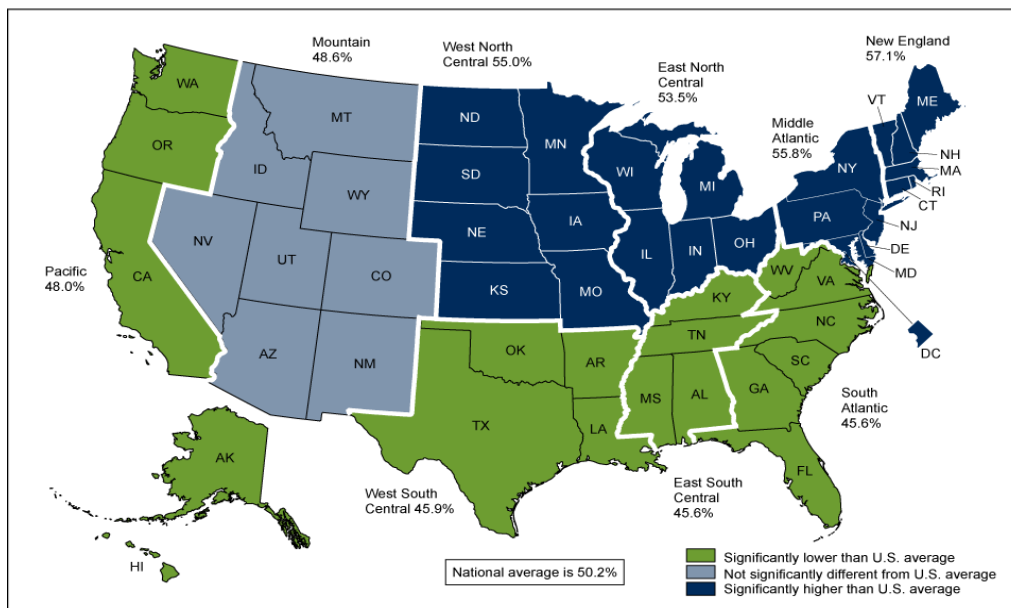 Mountain
48.6%
West North
Central 55.0%
East North
Central
53.5%
New England
57.1%
Middle
Atlantic
55.8%
Pacific
48.0%
South
Atlantic
45.6%
West South
Central 45.9%
East South
Central
45.6%
WA
OR
CA
MT
ID
WY
NV
UT
CO
AZ
NM
ND
SD
NE
KS
MN
IA
MO
WI
MI
IL
IN
OH
NY
PA
VT
ME
NH
MA
RI
CT
NJ
DE
MD
DC
WV
VA
KY
TN
NC
SC
GA
FL
MS
AL
OK
AR
TX
LA
AK
HI
National average is 50.2%
Significantly lower than U.S. average
Not significantly different from U.S. average
Significantly higher than U.S. average